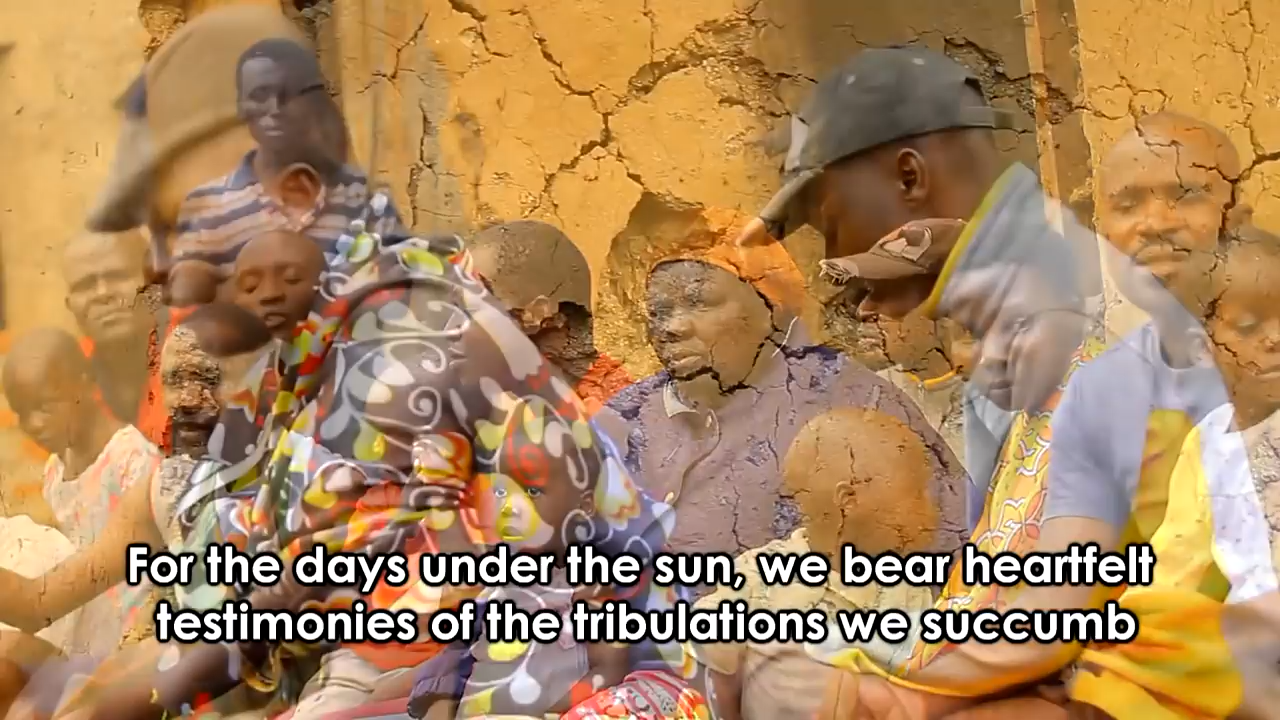 For the days under the sun, we bear heartfelt
testimonies of the tribulations we succumb